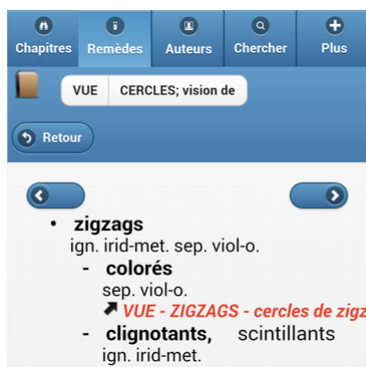 Chapitres Remèdes Auteurs Chercher Plus
VUE CERCLES; vision de
Retour
• zigzags
ign. irid-met. sep. viol-o.
- colorés
sep. viol-o.
VUE - ZIGZAGS - cercles de zigz
- clignotants, scintillants
ign. irid-met.